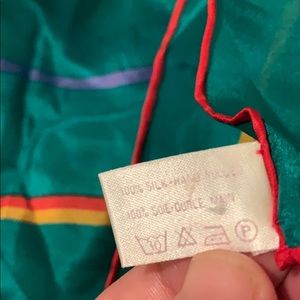 100% SILK-HAND ROLLED
100% SOIE/OURLE MAIN
P